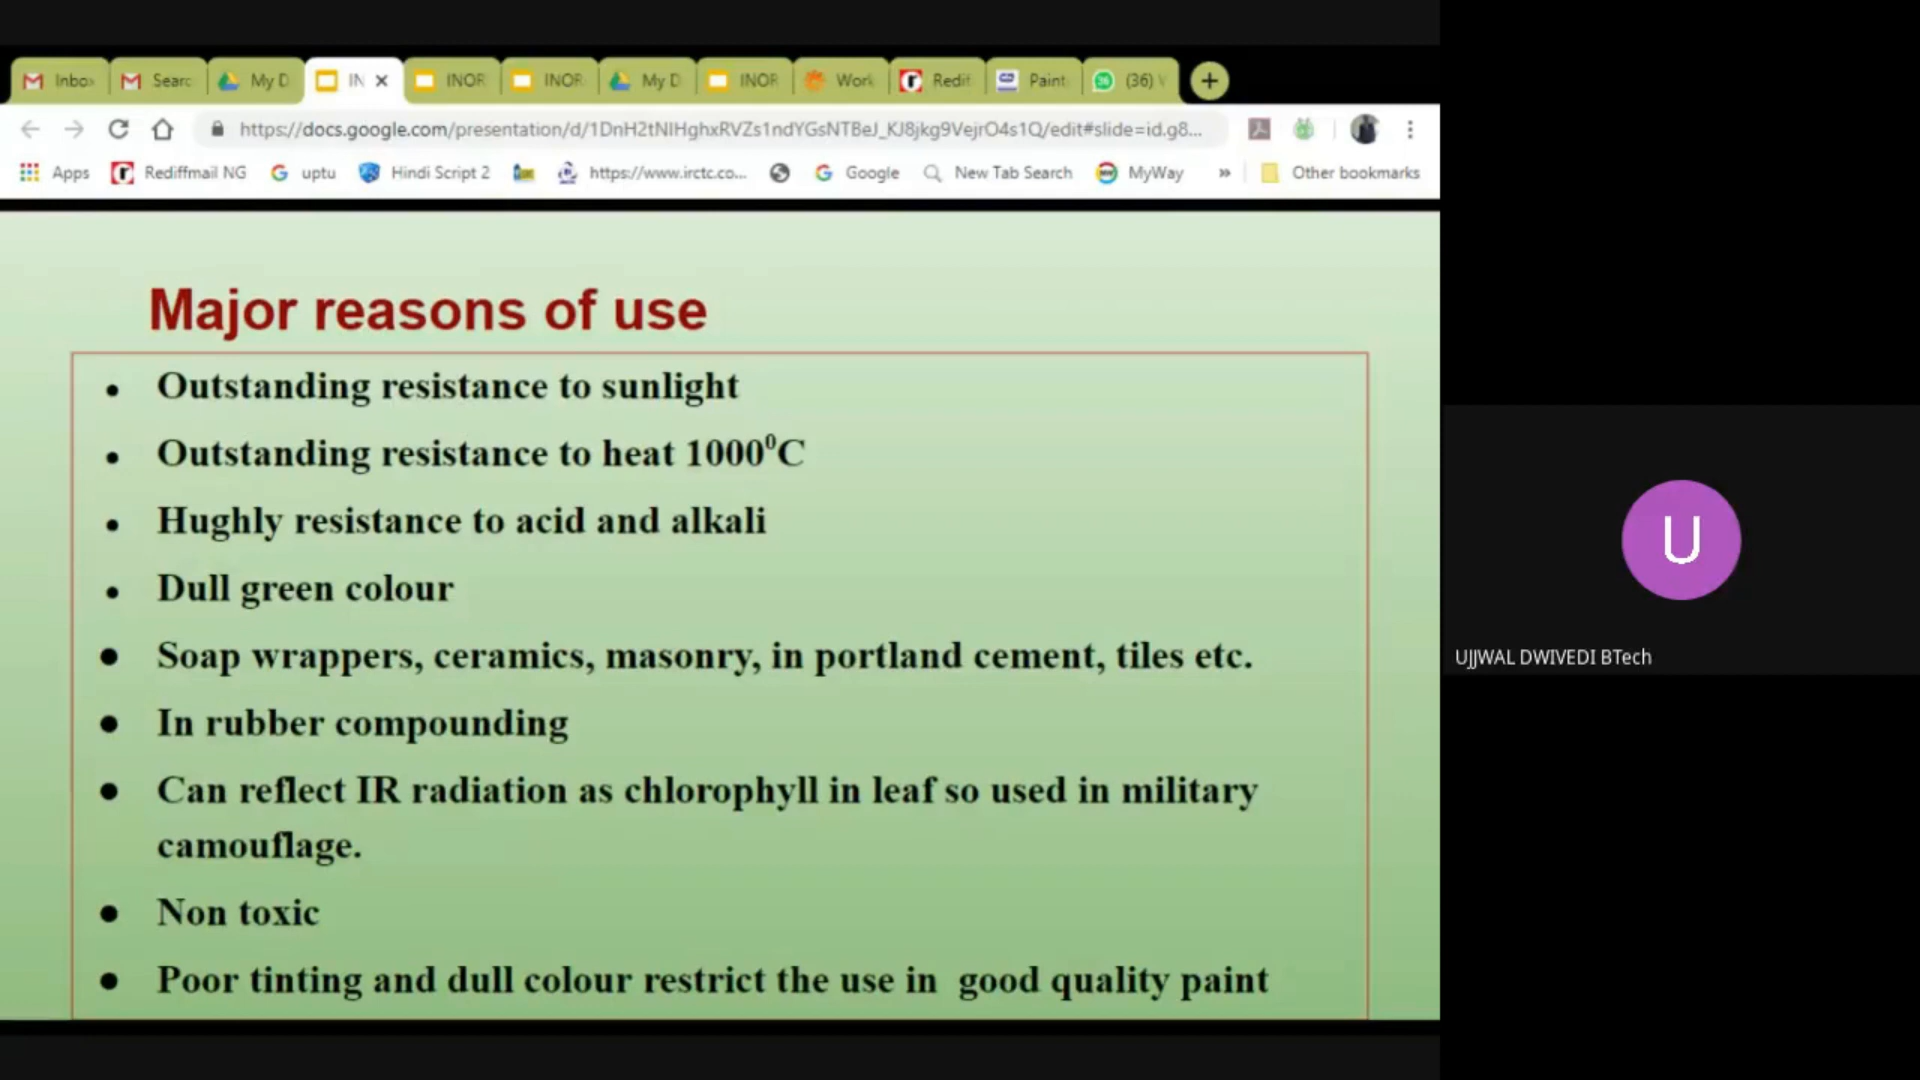 Inbo Searc My D IN INOR INOR My D INOR Work Redif Paint (36)
https://docs.google.com/presentation/d/1DnH2tNIHghxRVZs1ndYGsNTBeJ_KJ8jkg9VejrO4s1Q/edit#slide=id.g8...
Apps Rediffmail NG uptu Hindi Script 2 https://www.irctc.co... Google New Tab Search MyWay » Other bookmarks
Major reasons of use
• Outstanding resistance to sunlight
• Outstanding resistance to heat 1000⁰C
• Hughly resistance to acid and alkali
• Dull green colour
• Soap wrappers, ceramics, masonry, in portland cement, tiles etc.
• In rubber compounding
• Can reflect IR radiation as chlorophyll in leaf so used in military
camouflage.
• Non toxic
• Poor tinting and dull colour restrict the use in good quality paint
U
UJJWAL DWIVEDI BTech